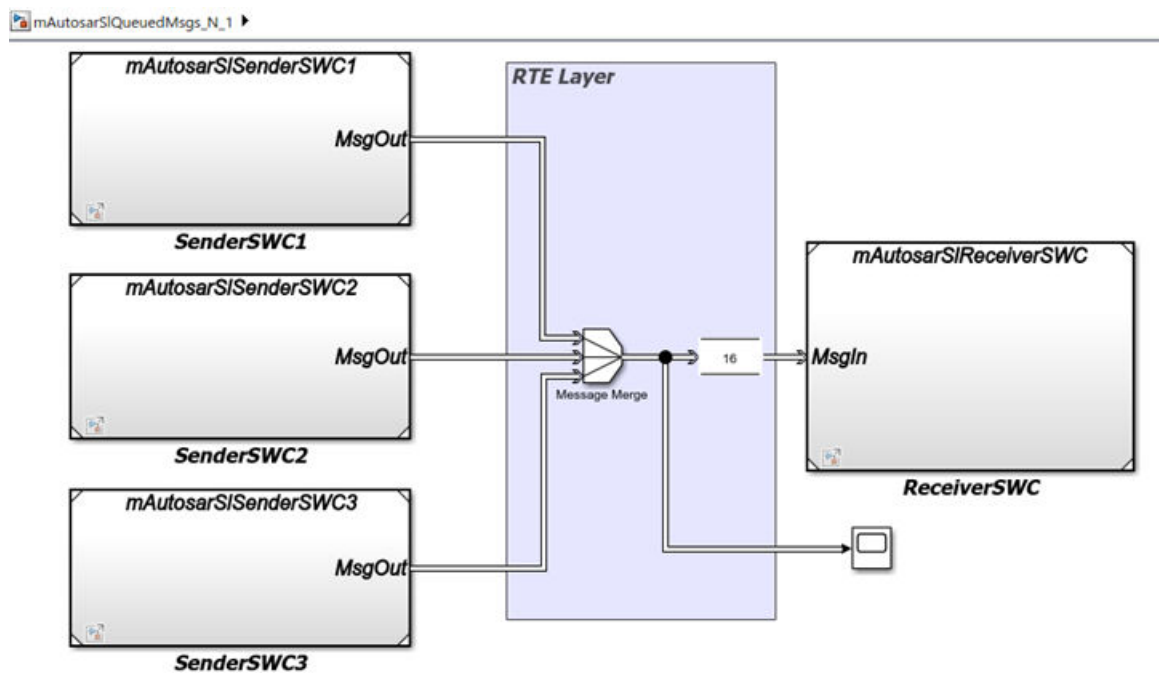 mAutosarSlQueuedMsgs_N_1
mAutosarSlSenderSWC1
MsgOut
SenderSWC1
mAutosarSlSenderSWC2
MsgOut
SenderSWC2
mAutosarSlSenderSWC3
MsgOut
SenderSWC3
RTE Layer
Message Merge
16
mAutosarSlReceiverSWC
MsgIn
ReceiverSWC